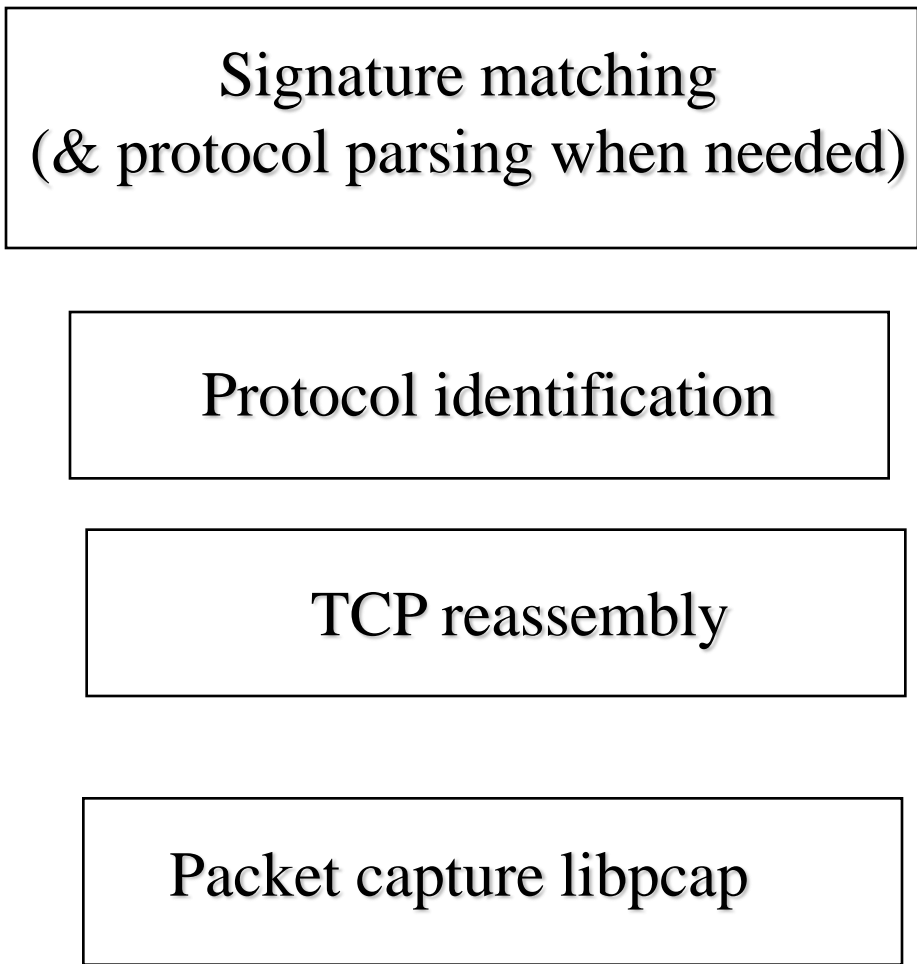 Signature matching
(& protocol parsing when needed)
Protocol identification
TCP reassembly
Packet capture libpcap